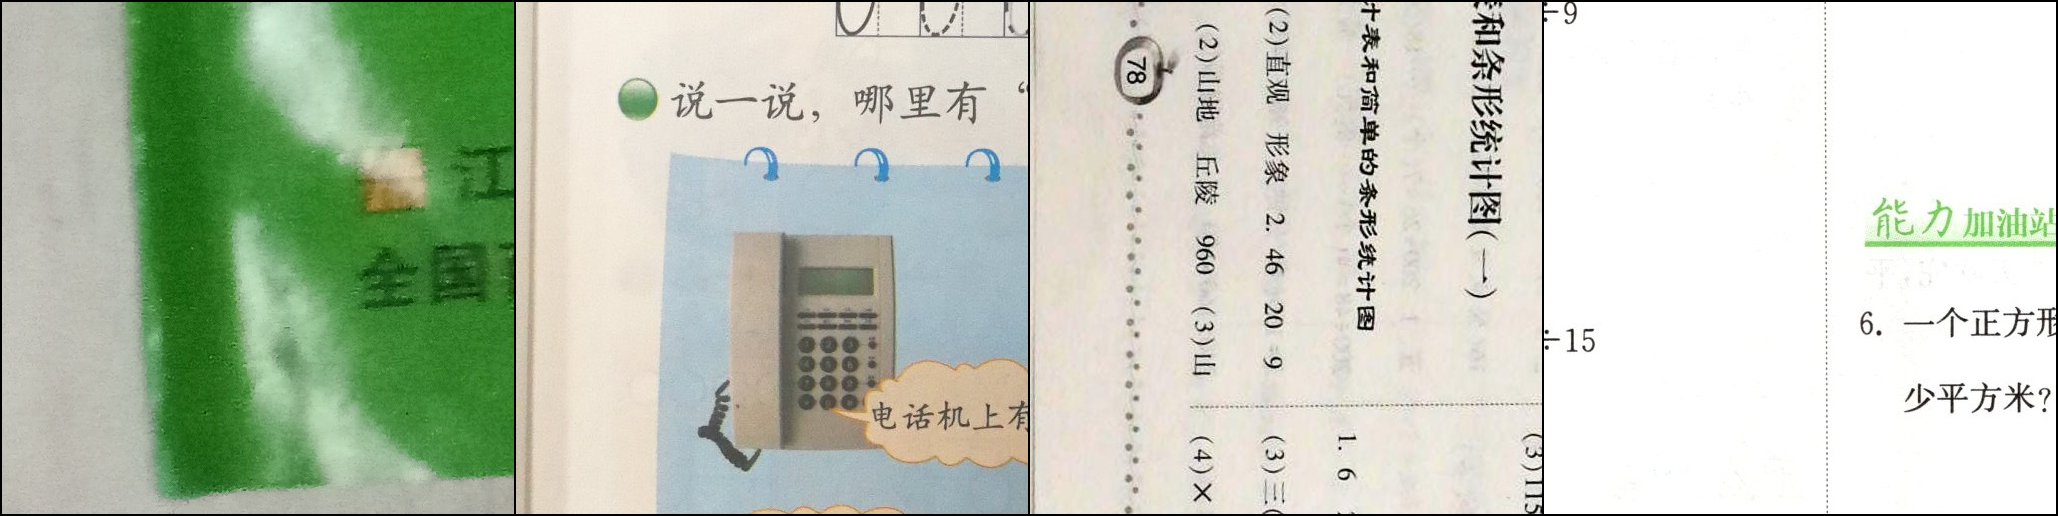 江
全国
说一说，哪里有“
电话机上有
表和条形统计图(一)
计表和简单的条形统计图
(2)直观 形象 2. 46 20 9
(2)山地 丘陵 960 (3)山
78
(3)115
1. 6
(3)三(
(4)×
÷9
÷15
能力加油站
6. 一个正方形
少平方米？